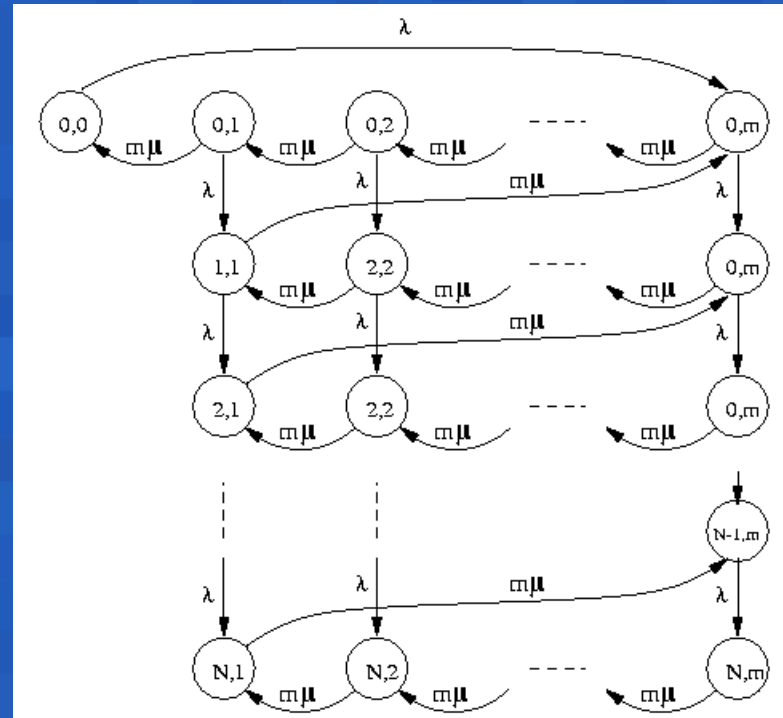 λ
0,0 0,1 0,2 0,m
mμ mμ mμ mμ
λ λ λ
mμ
1,1 2,2 0,m
mμ mμ mμ
λ λ mμ λ
2,1 2,2 0,m
mμ mμ mμ
N-1,m
λ λ mμ λ
N,1 N,2 N,m
mμ mμ mμ